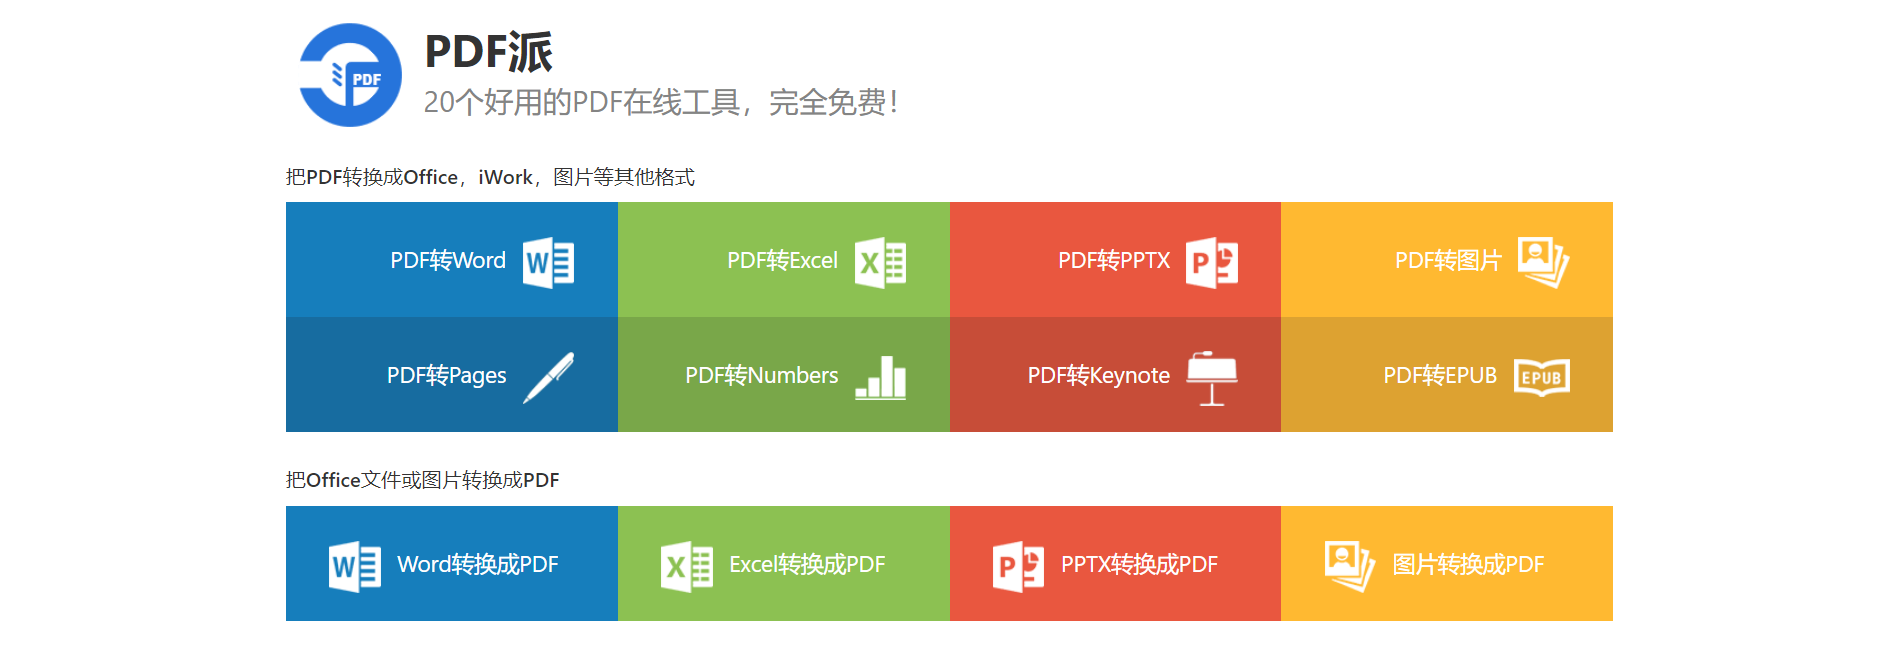 PDF
PDF派
20个好用的PDF在线工具，完全免费！
把PDF转换成Office，iWork，图片等其他格式
PDF转Word W
PDF转Excel X
PDF转PPTX P
PDF转图片
PDF转Pages
PDF转Numbers
PDF转Keynote
PDF转EPUB EPUB
把Office文件或图片转换成PDF
W Word转换成PDF
X Excel转换成PDF
P PPTX转换成PDF
图片转换成PDF